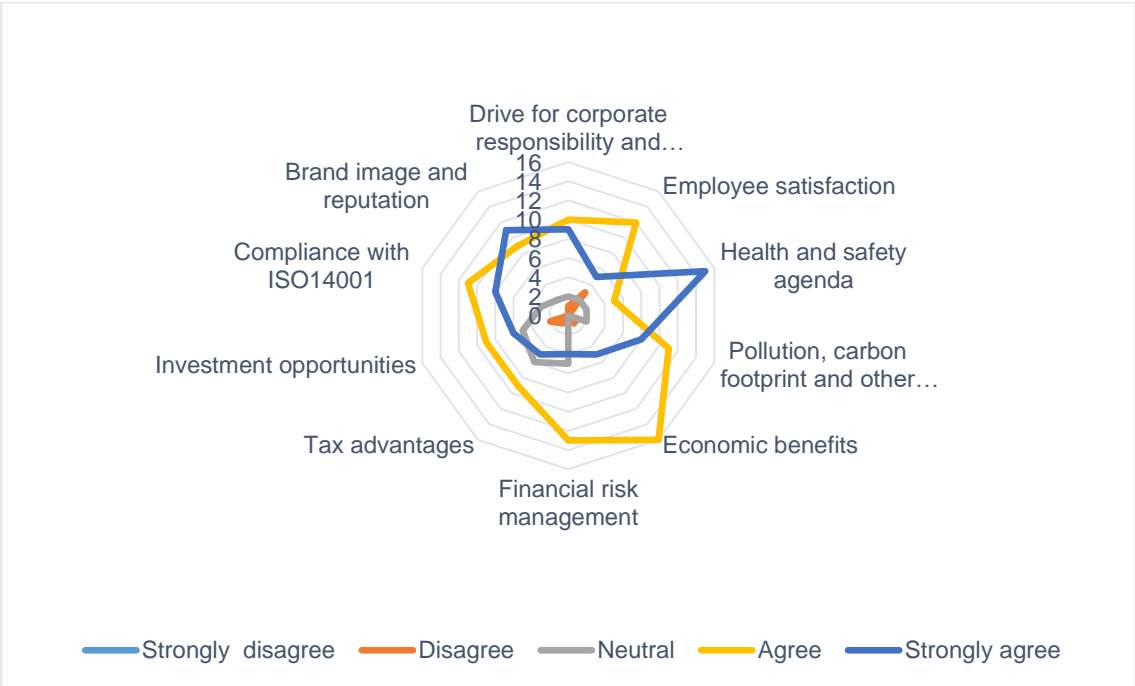 Drive for corporate
responsibility and…
Employee satisfaction
Health and safety
agenda
Pollution, carbon
footprint and other…
Economic benefits
Financial risk
management
Tax advantages
Investment opportunities
Compliance with
ISO14001
Brand image and
reputation
16
14
12
10
8
6
4
2
0
Strongly  disagree
Disagree
Neutral
Agree
Strongly agree